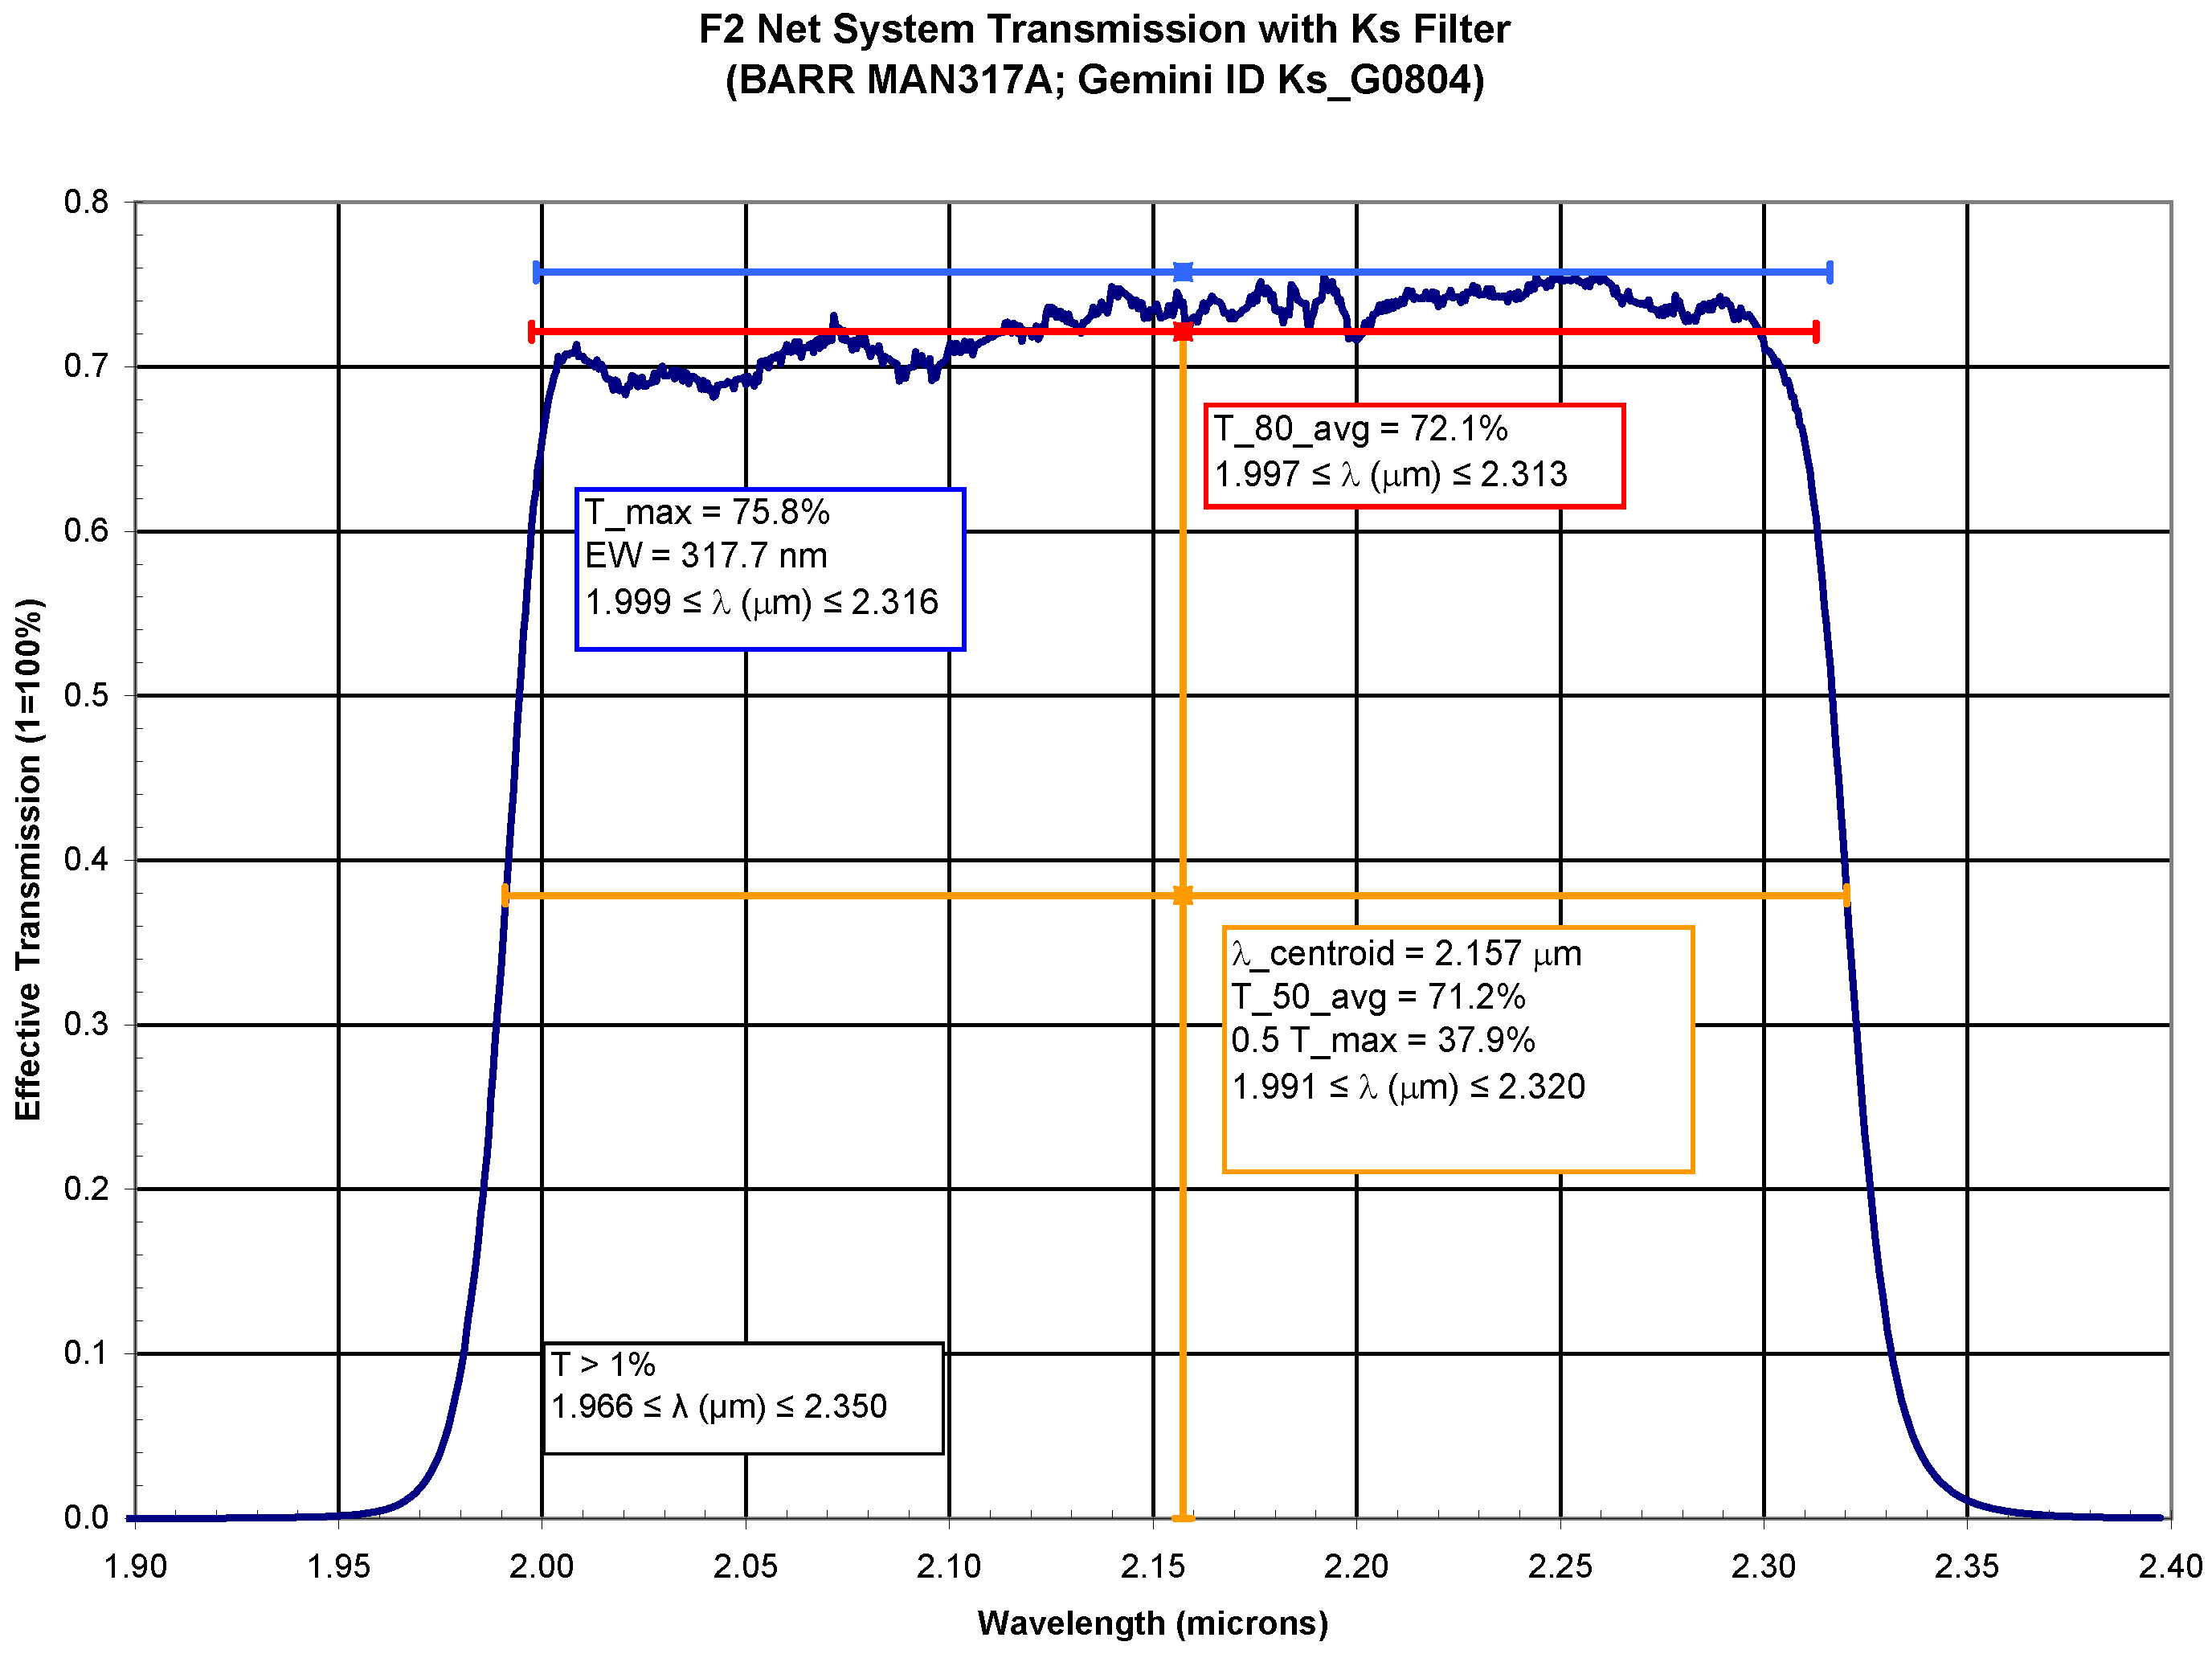 F2 Net System Transmission with Ks Filter
(BARR MAN317A; Gemini ID Ks_G0804)
Effective Transmission (1=100%)
0.8
0.7
0.6
0.5
0.4
0.3
0.2
0.1
0.0
T_80_avg = 72.1%
1.997 ≤ λ (μm) ≤ 2.313
T_max = 75.8%
EW = 317.7 nm
1.999 ≤ λ (μm) ≤ 2.316
λ_centroid = 2.157 μm
T_50_avg = 71.2%
0.5 T_max = 37.9%
1.991 ≤ λ (μm) ≤ 2.320
T > 1%
1.966 ≤ λ (μm) ≤ 2.350
1.90 1.95 2.00 2.05 2.10 2.15 2.20 2.25 2.30 2.35 2.40
Wavelength (microns)